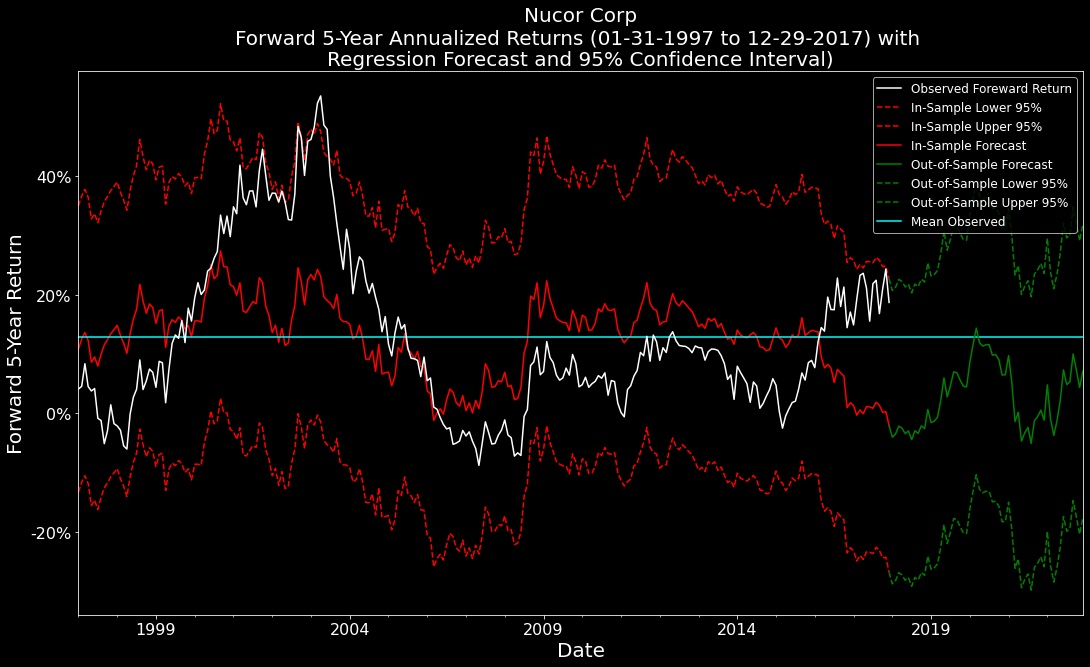 Nucor Corp
Forward 5-Year Annualized Returns (01-31-1997 to 12-29-2017) with
Regression Forecast and 95% Confidence Interval)
Observed Foreward Return
In-Sample Lower 95%
In-Sample Upper 95%
In-Sample Forecast
Out-of-Sample Forecast
Out-of-Sample Lower 95%
Out-of-Sample Upper 95%
Mean Observed
Forward 5-Year Return
40%
20%
0%
-20%
1999
2004
2009
2014
2019
Date